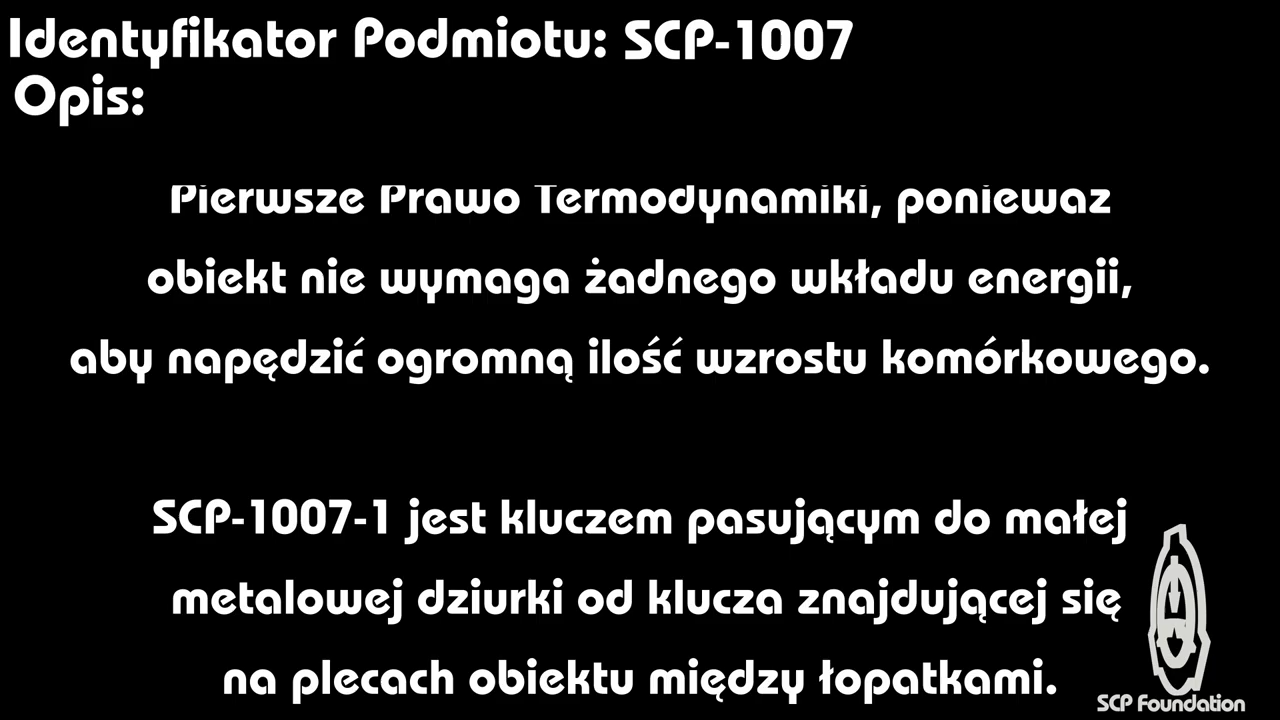 Identyfikator Podmiotu: SCP-1007
Opis:
Pierwsze Prawo Termodynamiki, ponieważ
obiekt nie wymaga żadnego wkładu energii,
aby napędzić ogromną ilość wzrostu komórkowego.
SCP-1007-1 jest kluczem pasującym do małej
metalowej dziurki od klucza znajdującej się
na plecach obiektu między łopatkami.
SCP Foundation